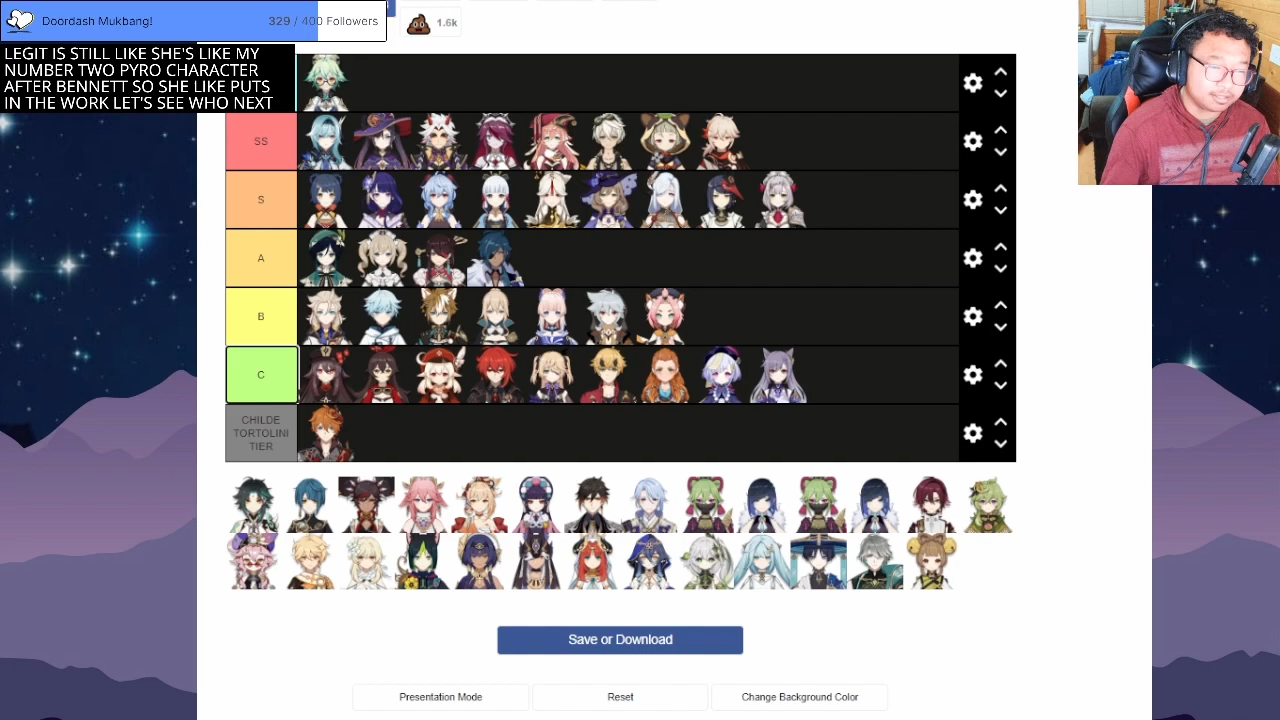 Doordash Mukbang!
329 / 400 Followers
1.6k
LEGIT IS STILL LIKE SHE'S LIKE MY
NUMBER TWO PYRO CHARACTER
AFTER BENNETT SO SHE LIKE PUTS
IN THE WORK LET'S SEE WHO NEXT
SS
S
A
B
C
CHILDE
TORTOLINI
TIER
Save or Download
Presentation Mode
Reset
Change Background Color